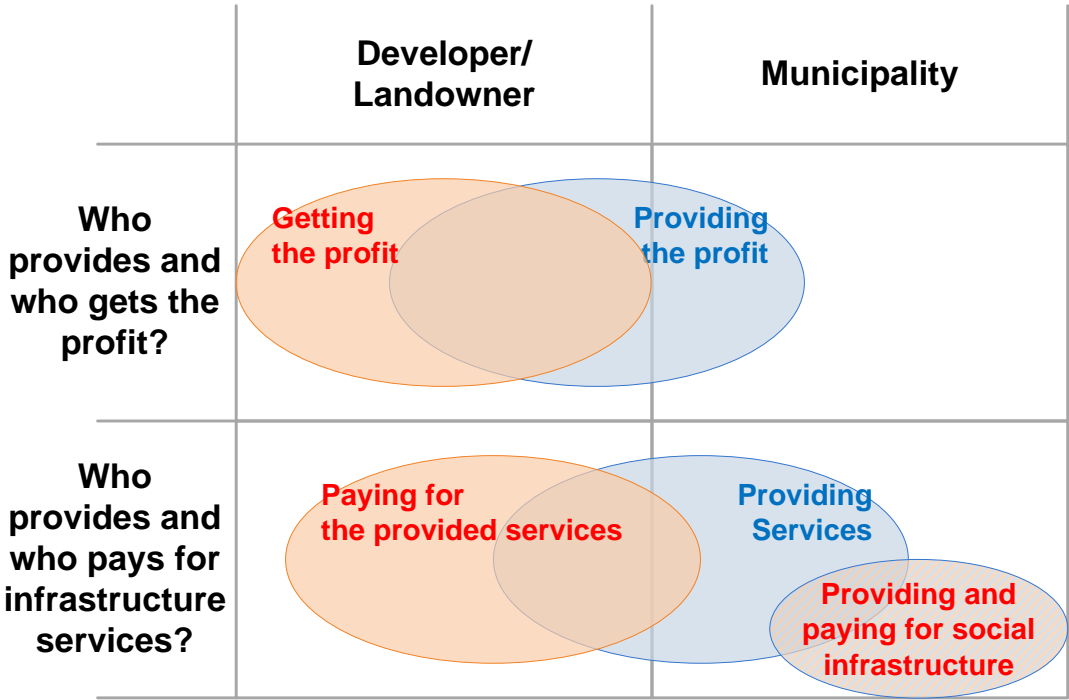 Developer/
Landowner
Municipality
Who
provides and
who gets the
profit?
Getting
the profit
Providing
the profit
Who
provides and
who pays for
infrastructure
services?
Paying for
the provided services
Providing
Services
Providing and
paying for social
infrastructure